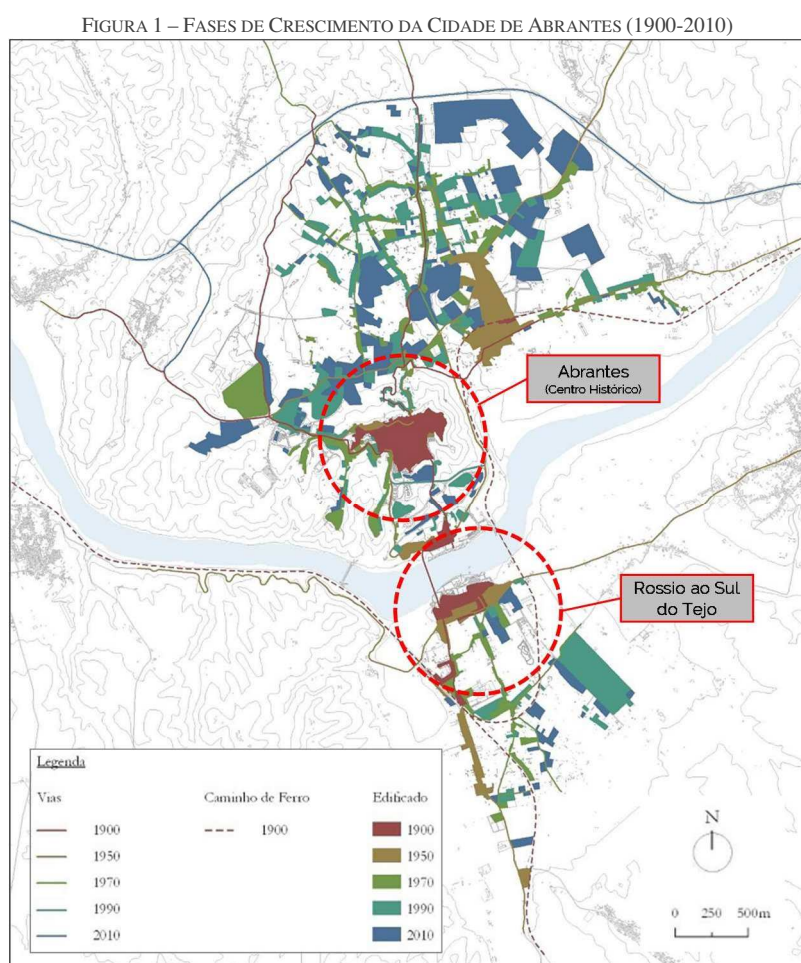 FIGURA 1 – FASES DE CRESCIMENTO DA CIDADE DE ABRANTES (1900-2010)
Abrantes
(Centro Histórico)
Rossio ao Sul
do Tejo
Legenda
Vias
1900
1950
1970
1990
2010
Caminho de Ferro
1900
Edificado
1900
1950
1970
1990
2010
N
0 250 500m